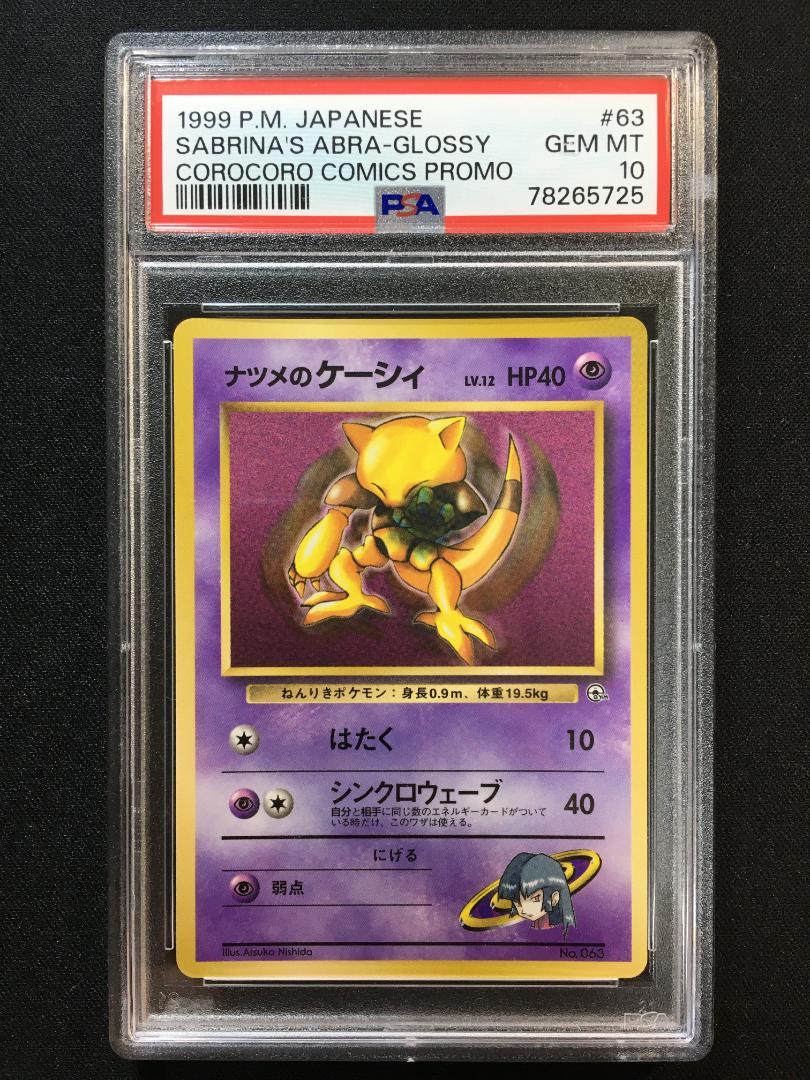 1999 P.M. JAPANESE #63
SABRINA'S ABRA-GLOSSY GEM MT
COROCORO COMICS PROMO 10
PSA 78265725
ナツメのケーシィ LV.12 HP40
ねんりきポケモン：身長0.9m、体重19.5kg
はたく 10
シンクロウェーブ 40
自分と相手に同じ数のエネルギーカードがついて
いる時だけ、このワザは使える。
にげる
弱点
Illus.Atsuko Nishida No.063
PSA